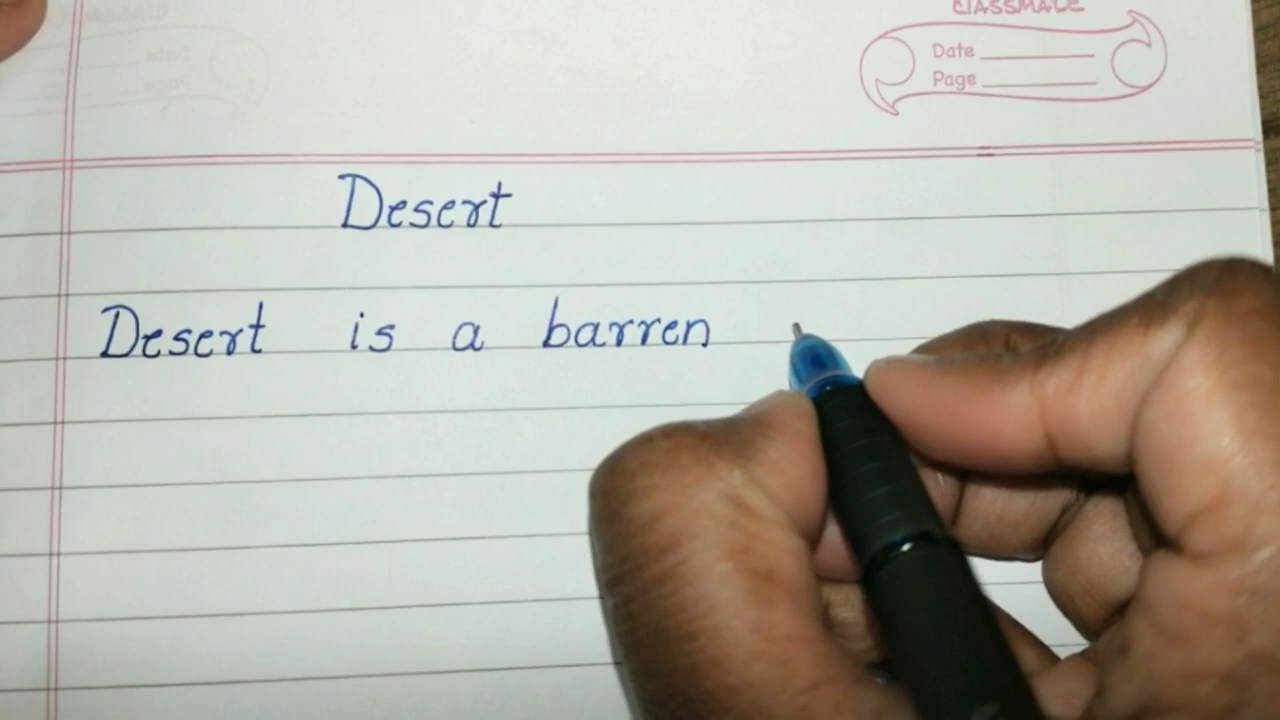 CLASSMATE
Date
Page
Desert
Desert is a barren